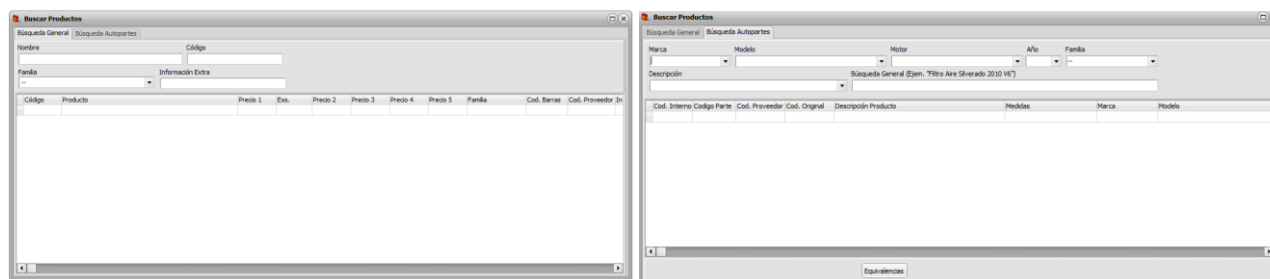 Buscar Productos
Búsqueda General Búsqueda Autopartes
Nombre Código
Familia Información Extra
--
Código Producto Precio 1 Exs. Precio 2 Precio 3 Precio 4 Precio 5 Familia Cod. Barras Cod. Proveedor In
Buscar Productos
Búsqueda General Búsqueda Autopartes
Marca Modelo Motor Año Familia
--
Descripción Búsqueda General (Ejem. "Filtro Aire Silverado 2010 V6")
Cod. Interno Codigo Parte Cod. Proveedor Cod. Original Descripción Producto Medidas Marca Modelo
Equivalencias